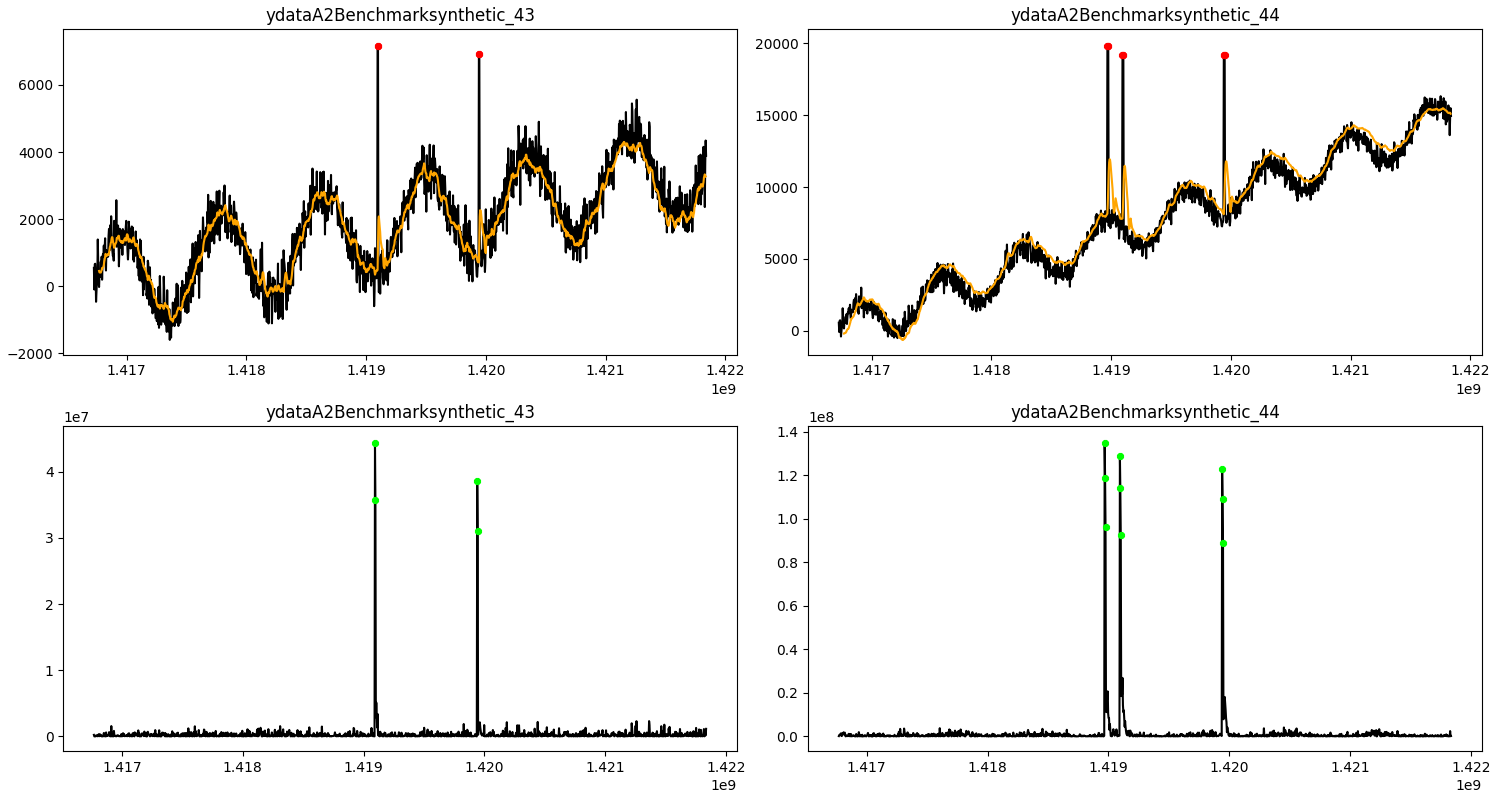 ydataA2Benchmarksynthetic_43
6000
4000
2000
0
−2000
1.417 1.418 1.419 1.420 1.421 1.422
1e9
ydataA2Benchmarksynthetic_44
20000
15000
10000
5000
0
1.417 1.418 1.419 1.420 1.421 1.422
1e9
ydataA2Benchmarksynthetic_43
1e7
4
3
2
1
0
1.417 1.418 1.419 1.420 1.421 1.422
1e9
ydataA2Benchmarksynthetic_44
1e8
1.4
1.2
1.0
0.8
0.6
0.4
0.2
0.0
1.417 1.418 1.419 1.420 1.421 1.422
1e9